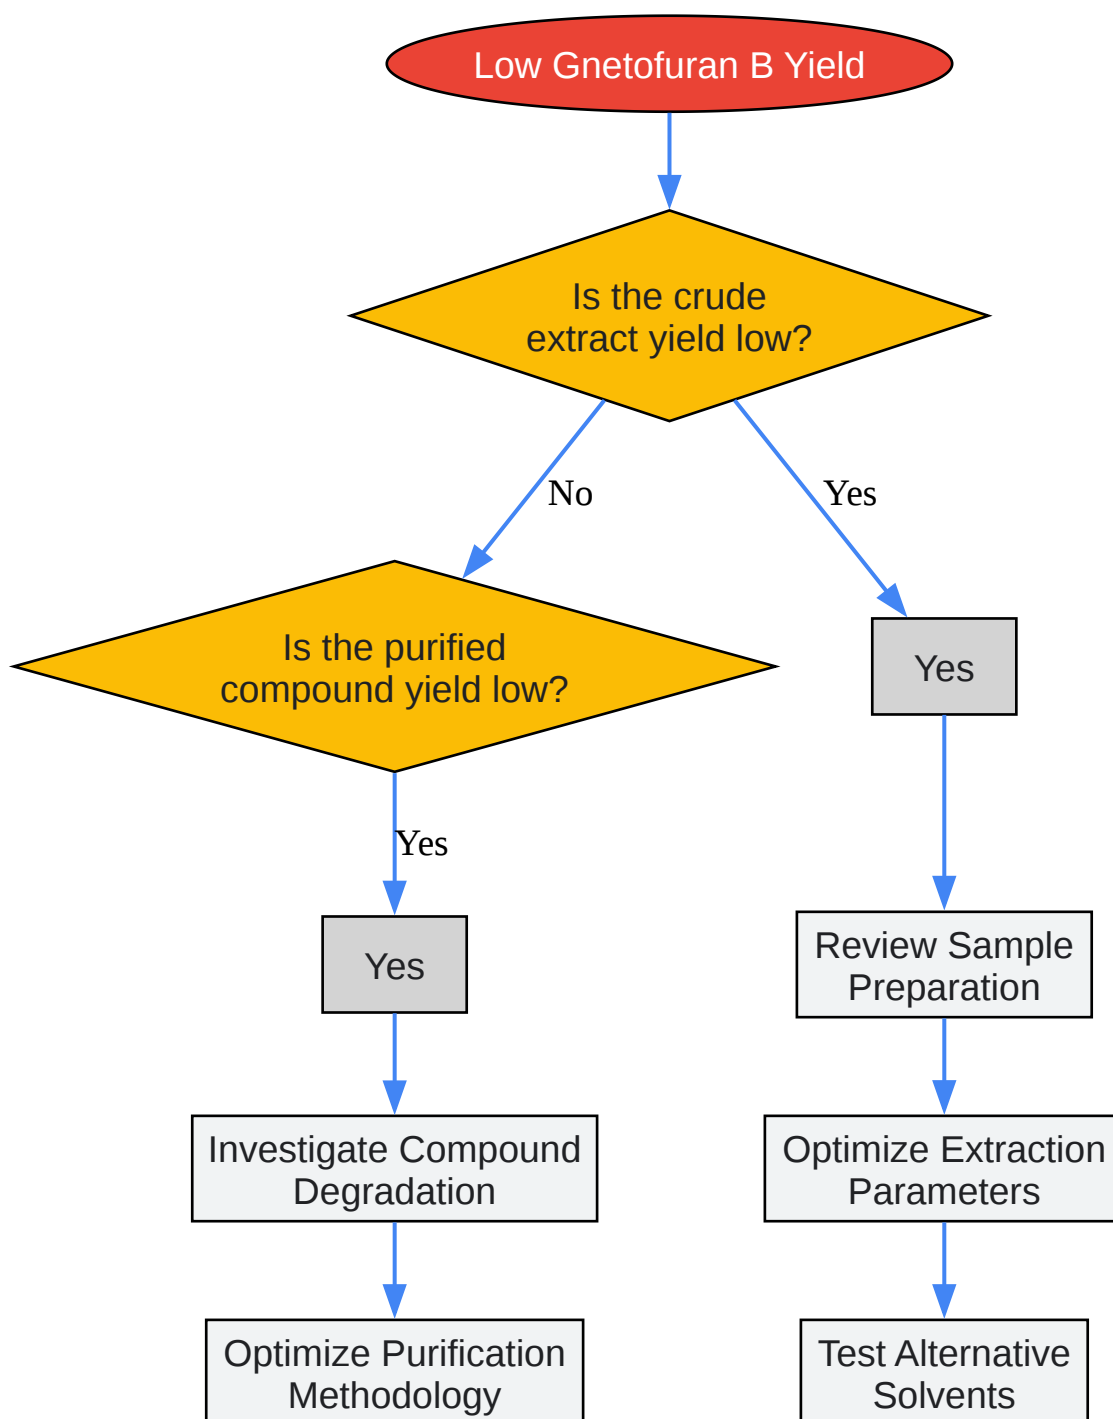 Low Gnetofuran B Yield
Is the crude
extract yield low?
No
Yes
Is the purified
compound yield low?
Yes
Yes
Yes
Review Sample
Preparation
Investigate Compound
Degradation
Optimize Extraction
Parameters
Optimize Purification
Methodology
Test Alternative
Solvents